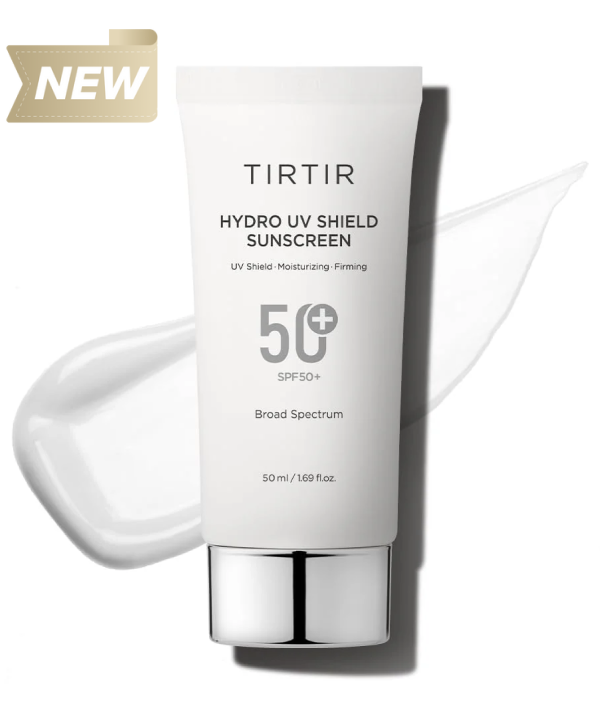 NEW
TIRTIR
HYDRO UV SHIELD
SUNSCREEN
UV Shield·Moisturizing·Firming
50+
SPF50+
Broad Spectrum
50 ml / 1.69 fl.oz.